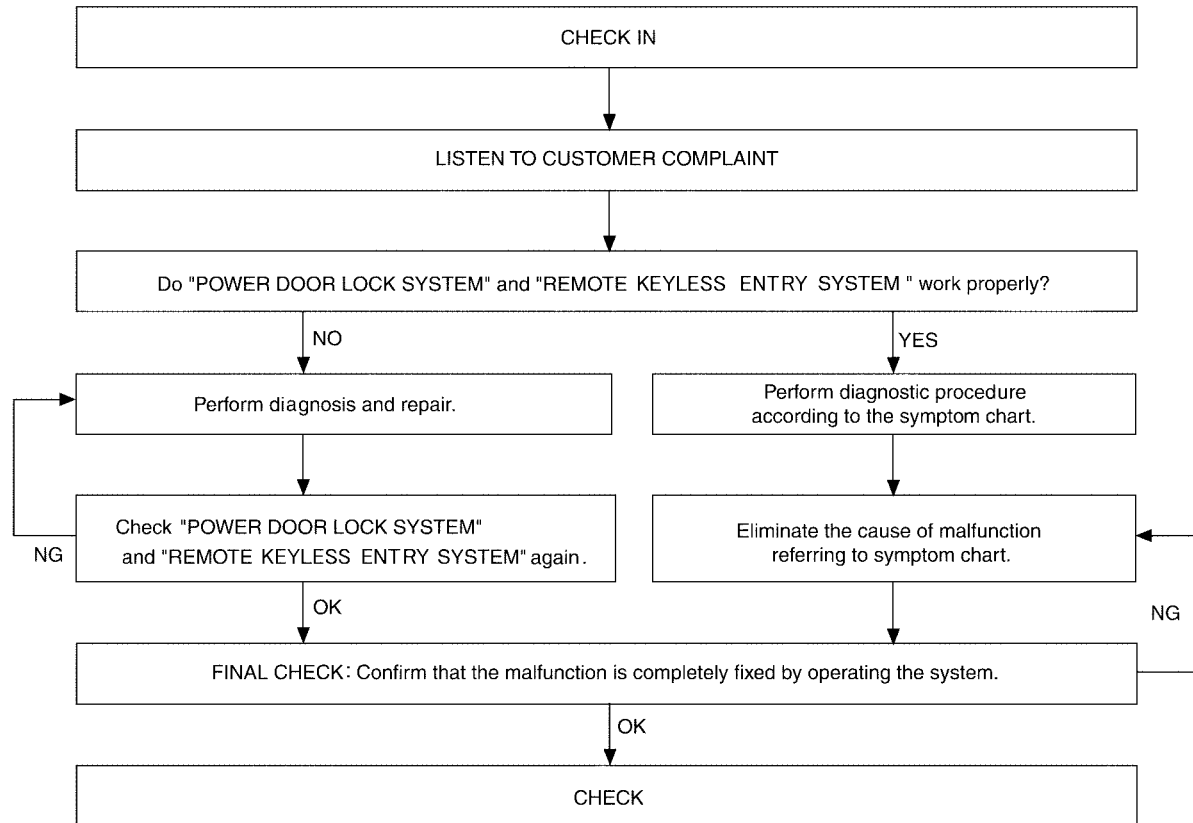 CHECK IN
LISTEN TO CUSTOMER COMPLAINT
Do "POWER DOOR LOCK SYSTEM" and "REMOTE KEYLESS ENTRY SYSTEM " work properly?
NO
YES
Perform diagnosis and repair.
Perform diagnostic procedure
according to the symptom chart.
Check "POWER DOOR LOCK SYSTEM"
and "REMOTE KEYLESS ENTRY SYSTEM" again.
NG
Eliminate the cause of malfunction
referring to symptom chart.
OK
NG
FINAL CHECK: Confirm that the malfunction is completely fixed by operating the system.
OK
CHECK